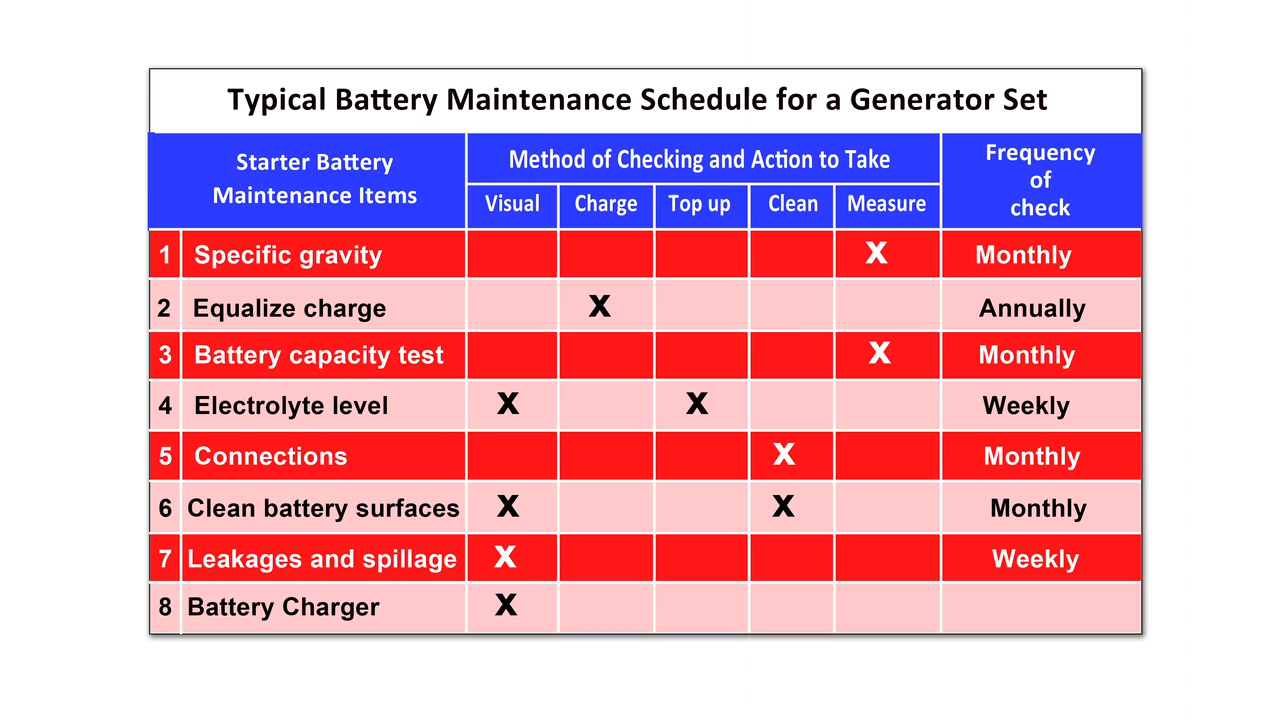 Typical Battery Maintenance Schedule for a Generator Set
Starter Battery
Maintenance Items
Method of Checking and Action to Take
Frequency
of
check
Visual Charge Top up Clean Measure
1 Specific gravity X Monthly
2 Equalize charge X Annually
3 Battery capacity test X Monthly
4 Electrolyte level X X Weekly
5 Connections X Monthly
6 Clean battery surfaces X X Monthly
7 Leakages and spillage X Weekly
8 Battery Charger X